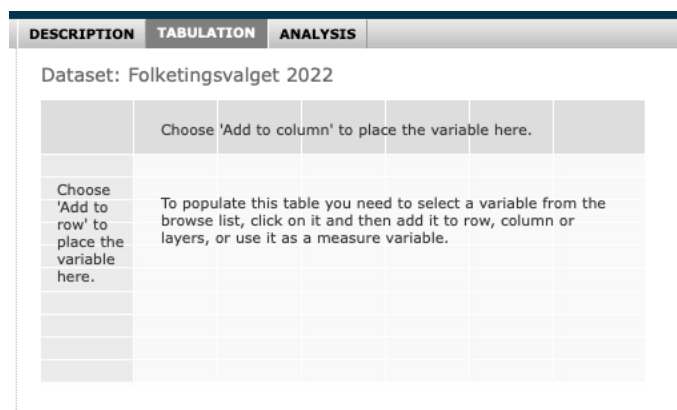 DESCRIPTION TABULATION ANALYSIS
Dataset: Folketingsvalget 2022
Choose 'Add to column' to place the variable here.
Choose
'Add to
row' to
place the
variable
here.
To populate this table you need to select a variable from the
browse list, click on it and then add it to row, column or
layers, or use it as a measure variable.